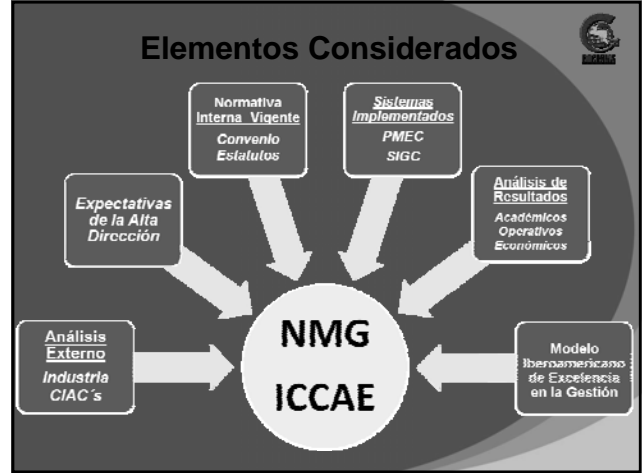 Elementos Considerados
Normativa
Interna Vigente
Convenio
Estatutos
Sistemas
Implementados
PMEC
SIGC
Expectativas
de la Alta
Dirección
Análisis de
Resultados
Académicos
Operativos
Económicos
Análisis
Externo
Industria
CIAC´s
NMG
ICCAE
Modelo
Iberoamericano
de Excelencia
en la Gestión